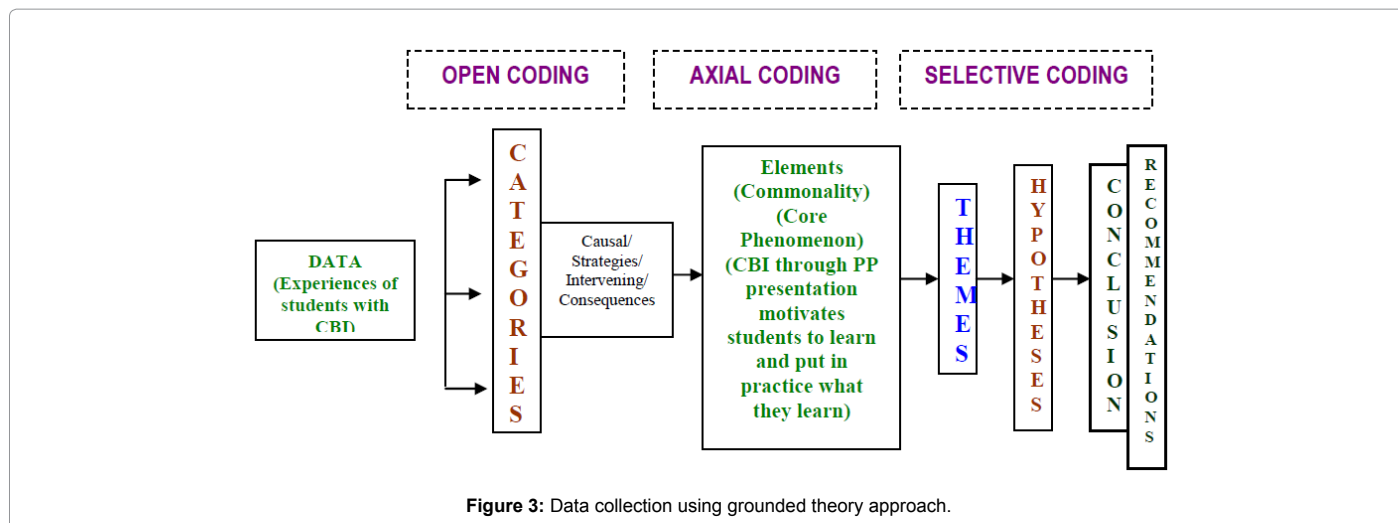 OPEN CODING
AXIAL CODING
SELECTIVE CODING
DATA
(Experiences of
students with
CBI)
CATEGORIES
Causal/
Strategies/
Intervening/
Consequences
Elements
(Commonality)
(Core
Phenomenon)
(CBI through PP
presentation
motivates
students to learn
and put in
practice what
they learn)
THEMES
HYPOTHESES
CONCLUSION
RECOMMENDATIONS
Figure 3: Data collection using grounded theory approach.